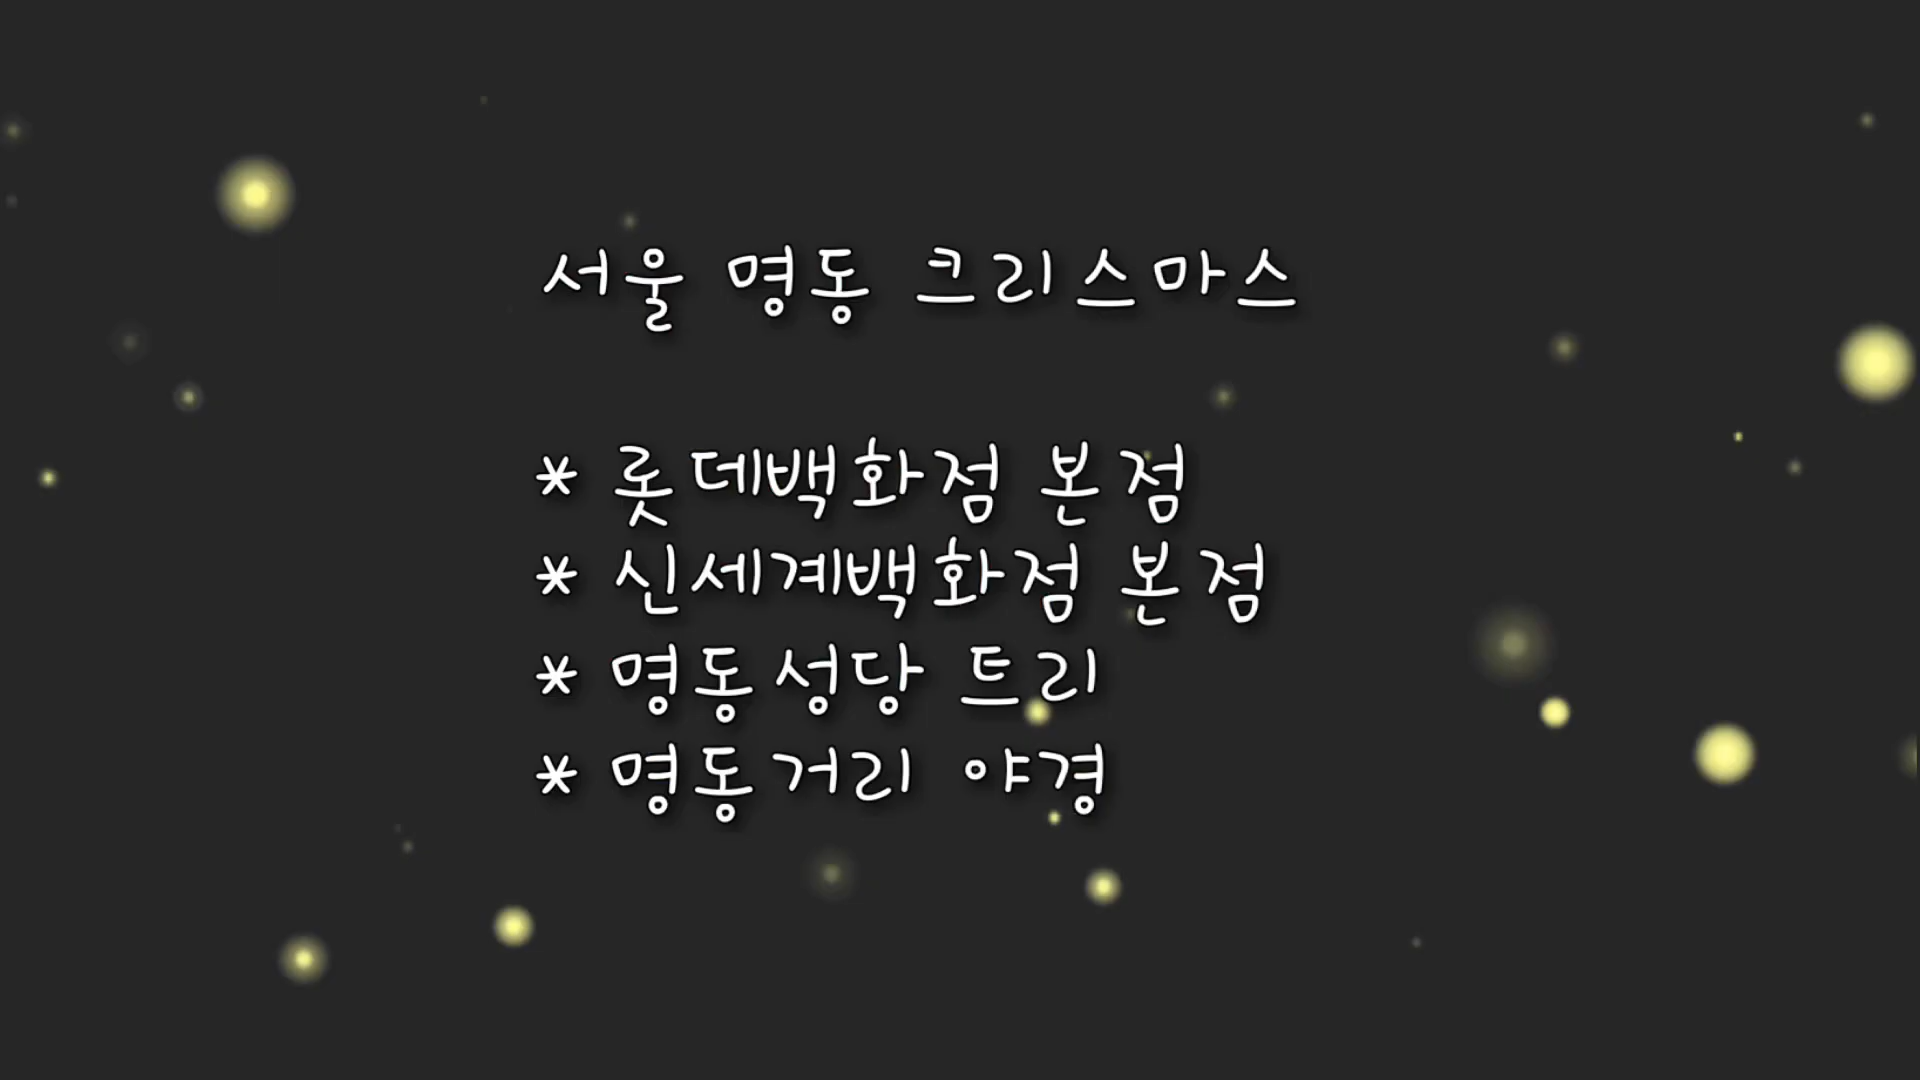 서울 명동 크리스마스
* 롯데백화점 본점
* 신세계백화점 본점
* 명동성당 트리
* 명동거리 야경